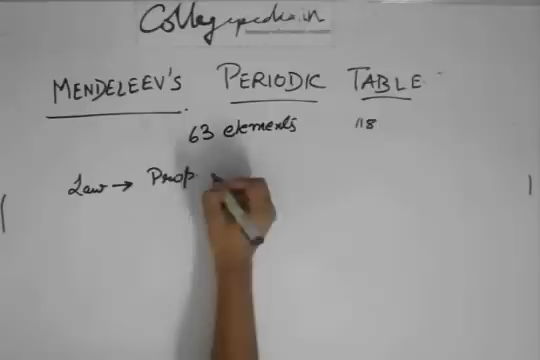 Collegepedia.in
MENDELEEV'S PERIODIC TABLE
63 elements 118
Law → Prop